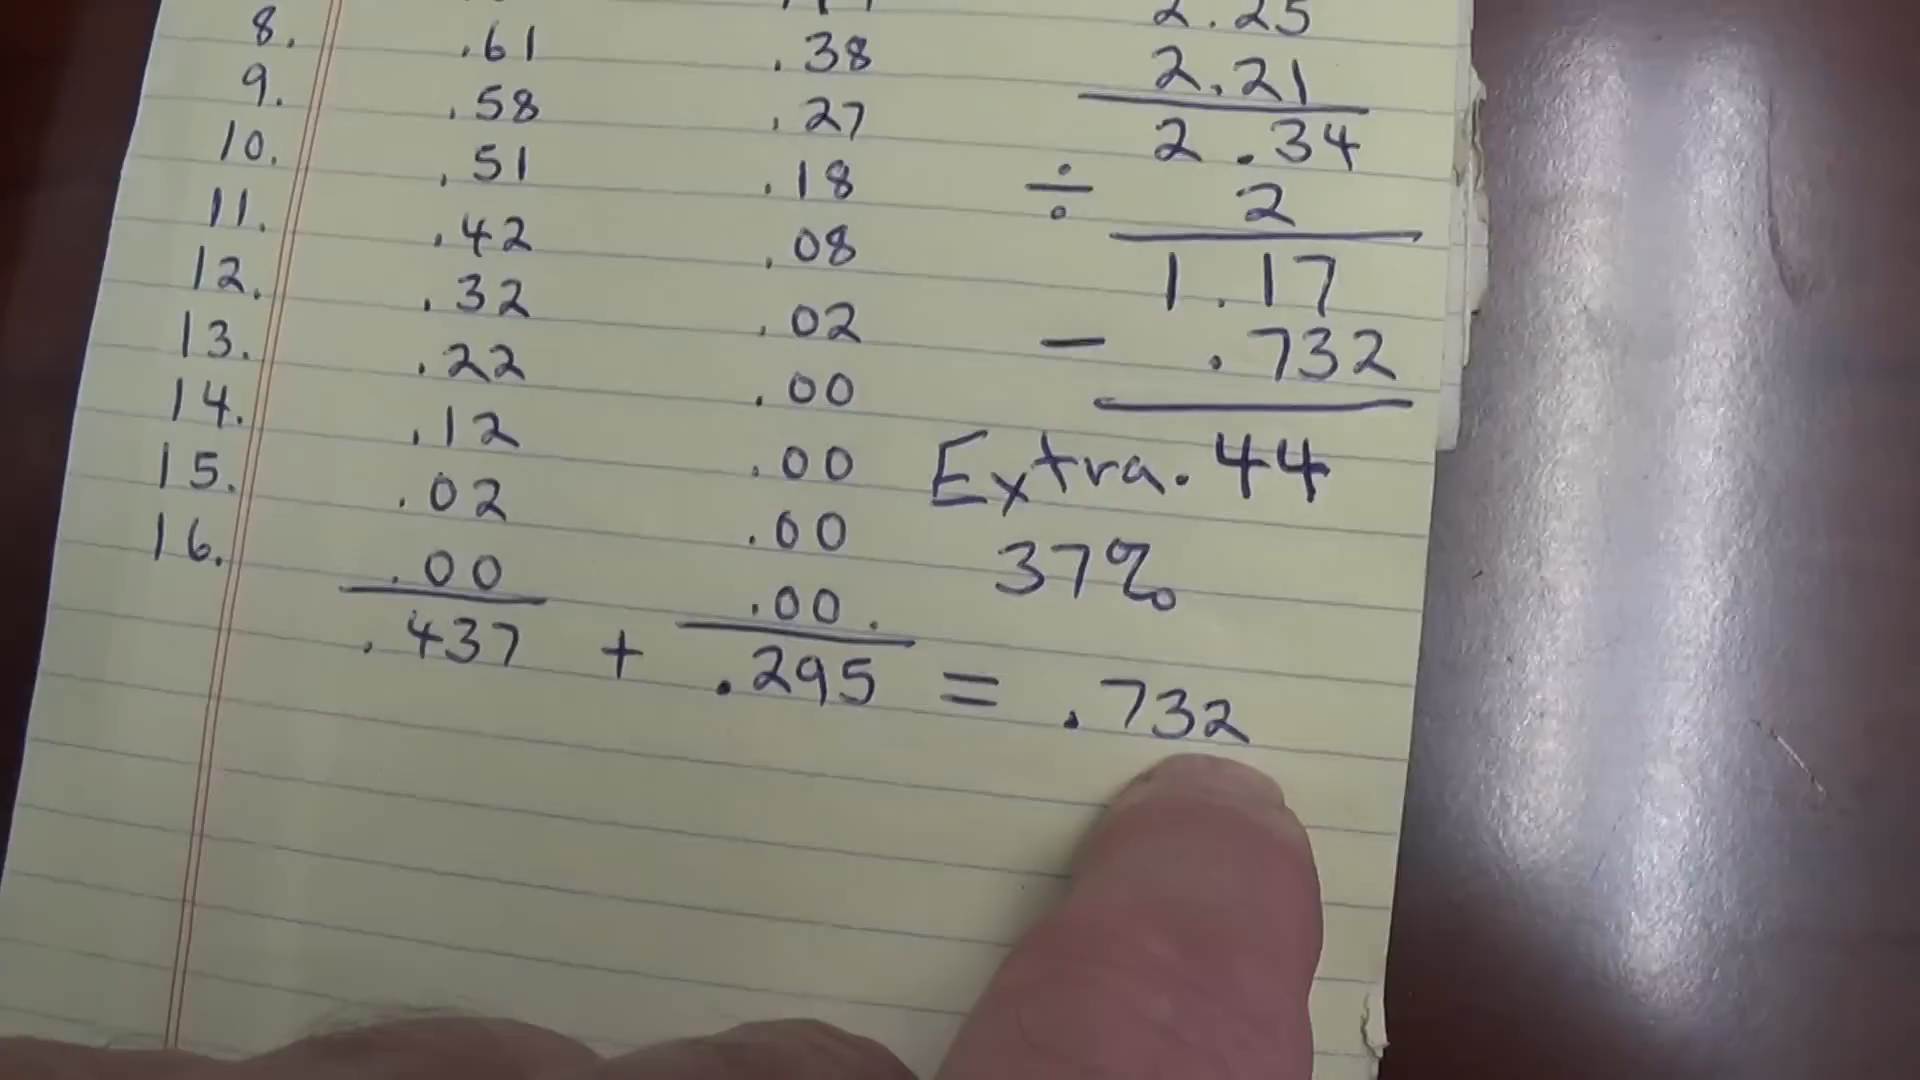 2.25
8. .61 .38 2.21
9. .58 .27 2.34
10. .51 .18 ÷ 2
11. .42 .08 1.17
12. .32 .02 - .732
13. .22 .00
14. .12 .00 Extra .44
15. .02 .00 37%
16. .00 .00.
.437 + .295 = .732